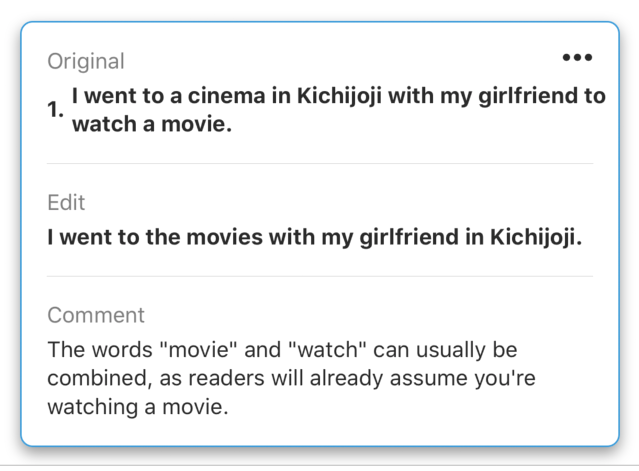 Original
1. I went to a cinema in Kichijoji with my girlfriend to
watch a movie.
Edit
I went to the movies with my girlfriend in Kichijoji.
Comment
The words "movie" and "watch" can usually be
combined, as readers will already assume you're
watching a movie.